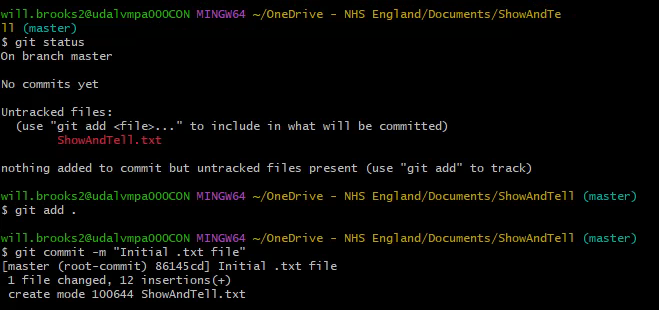 will.brooks2@udalvmpa000CON MINGW64 ~/OneDrive - NHS England/Documents/ShowAndTe
ll (master)
$ git status
On branch master

No commits yet

Untracked files:
  (use "git add <file>..." to include in what will be committed)
        ShowAndTell.txt

nothing added to commit but untracked files present (use "git add" to track)

will.brooks2@udalvmpa000CON MINGW64 ~/OneDrive - NHS England/Documents/ShowAndTell (master)
$ git add .

will.brooks2@udalvmpa000CON MINGW64 ~/OneDrive - NHS England/Documents/ShowAndTell (master)
$ git commit -m "Initial .txt file"
[master (root-commit) 86145cd] Initial .txt file
 1 file changed, 12 insertions(+)
 create mode 100644 ShowAndTell.txt